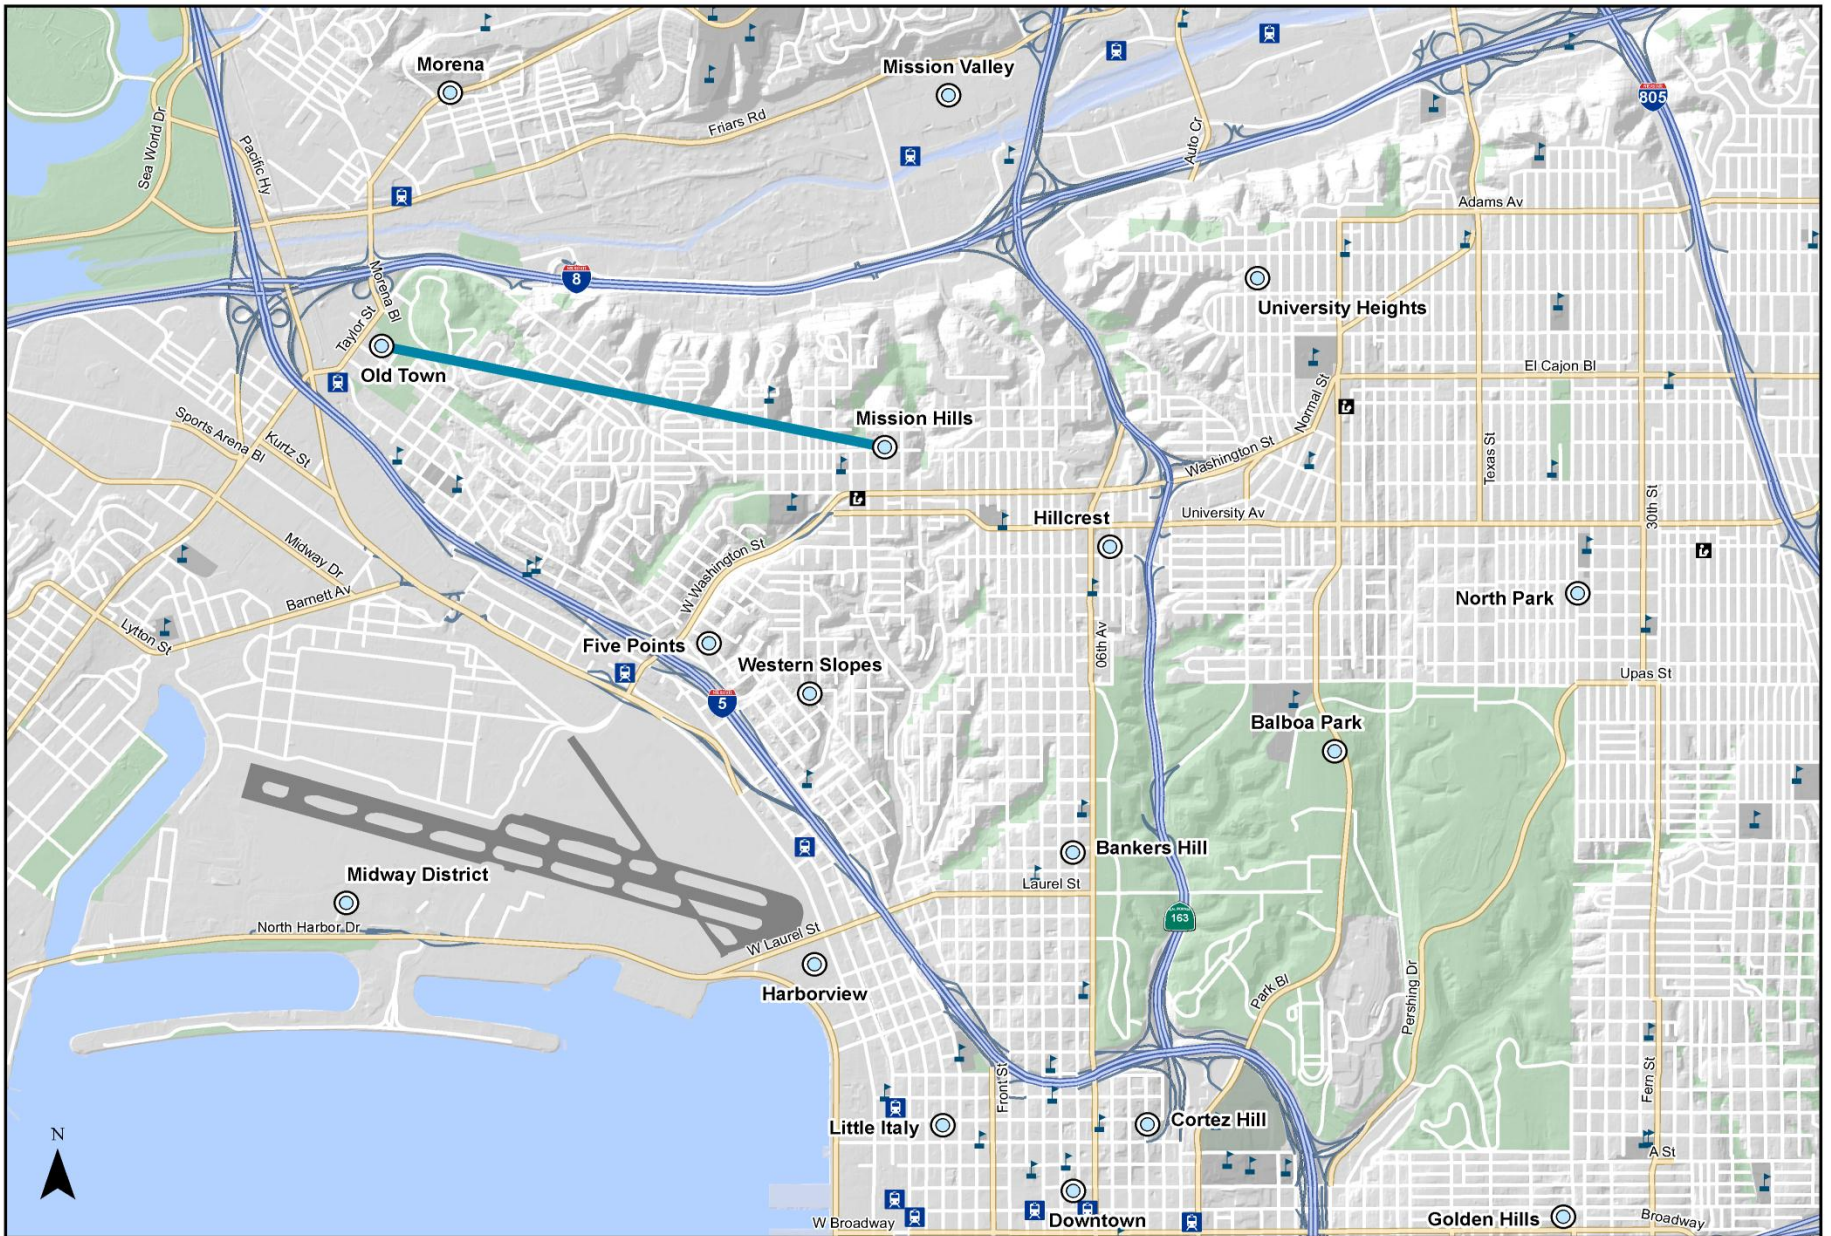 Morena
Mission Valley
805
Sea World Dr
Pacific Hy
Friars Rd
Auto Cr
Adams Av
8
Morena Bl
Taylor St
University Heights
Old Town
El Cajon Bl
Mission Hills
Normal St
Sports Arena Bl
Kurtz St
Washington St
Texas St
30th St
Hillcrest
University Av
Midway Dr
W Washington St
Barnett Av
North Park
Lytton St
Five Points
06th Av
Western Slopes
Upas St
5
Balboa Park
Bankers Hill
Midway District
Laurel St
163
North Harbor Dr
W Laurel St
Harborview
Park Bl
Pershing Dr
Front St
Fern St
Little Italy
Cortez Hill
N
A St
W Broadway
Downtown
Golden Hills
Broadway